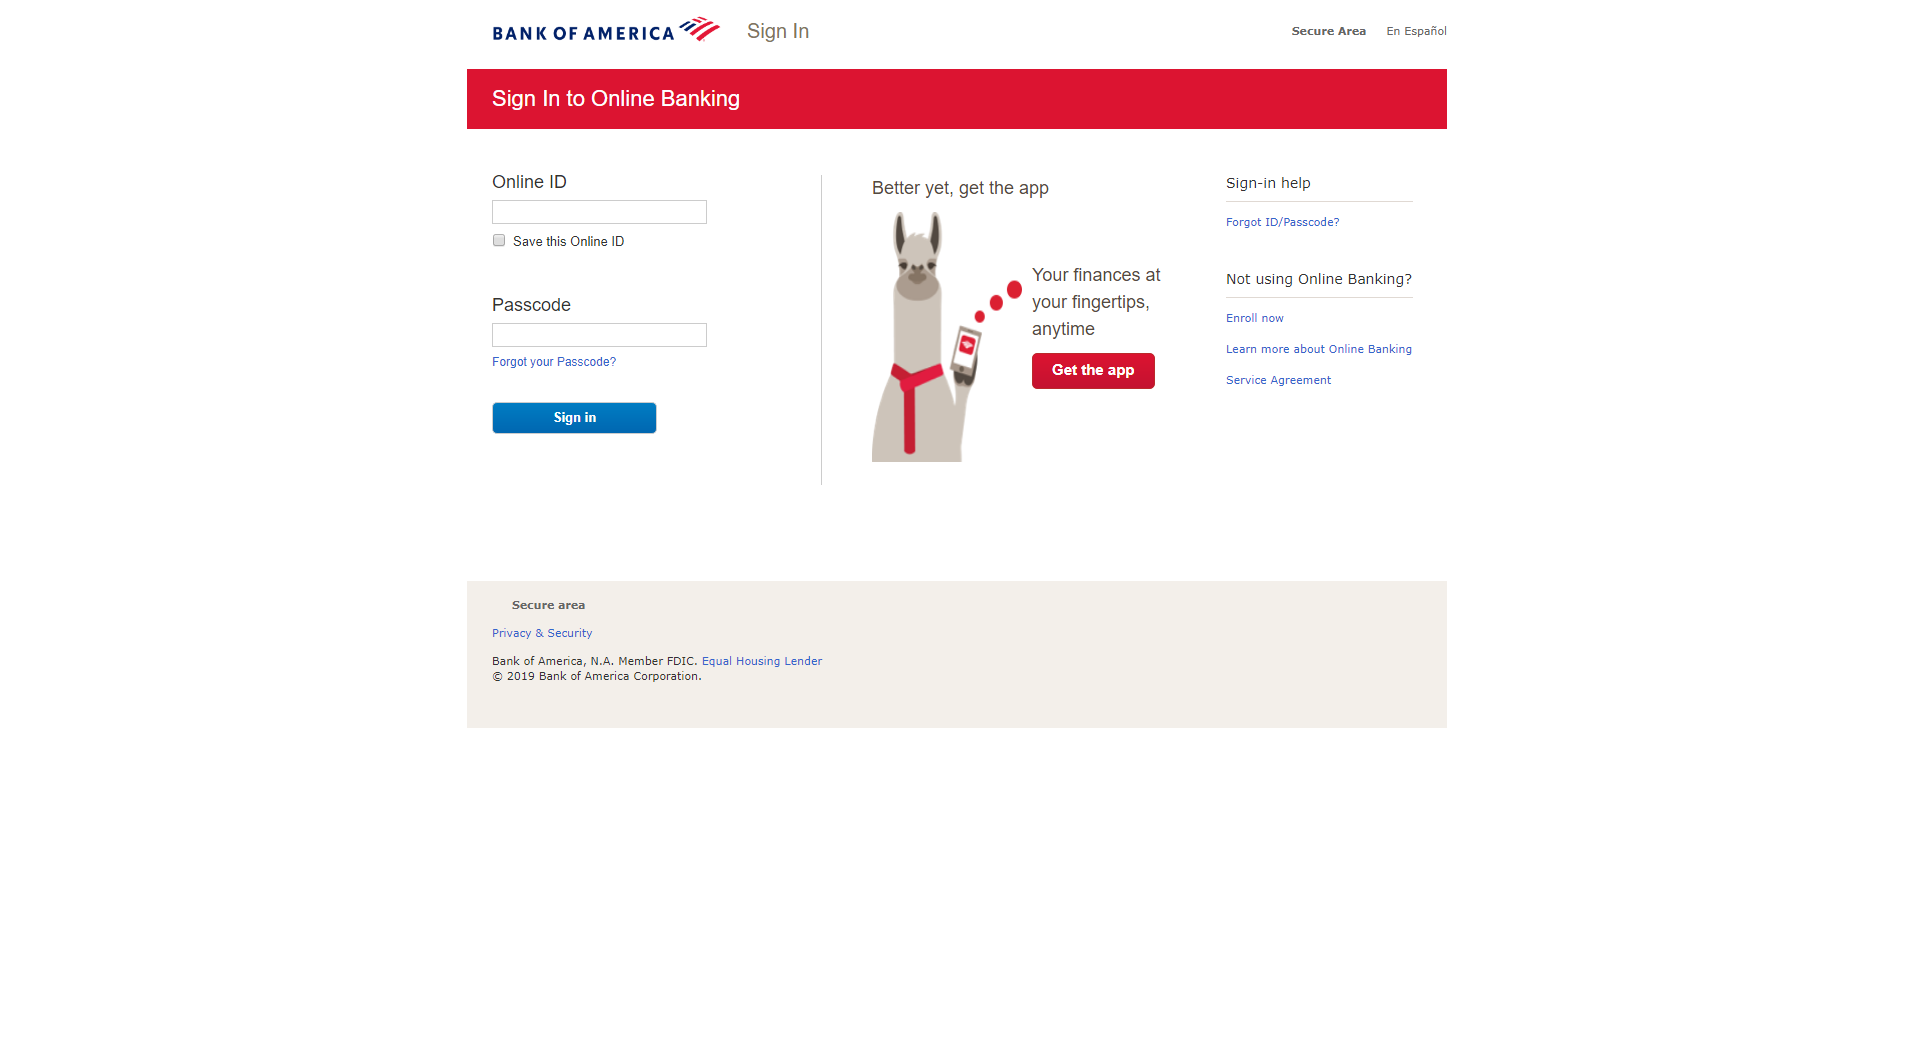 BANK OF AMERICA
Sign In
Secure Area
En Español
Sign In to Online Banking
Online ID
Save this Online ID
Passcode
Forgot your Passcode?
Sign in
Better yet, get the app
Your finances at
your fingertips,
anytime
Get the app
Sign-in help
Forgot ID/Passcode?
Not using Online Banking?
Enroll now
Learn more about Online Banking
Service Agreement
Secure area
Privacy & Security
Bank of America, N.A. Member FDIC. Equal Housing Lender
© 2019 Bank of America Corporation.